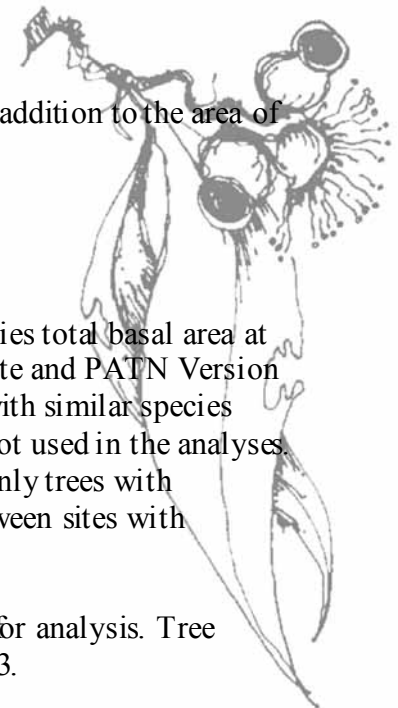 addition to the area of
ies total basal area at
te and PATN Version
with similar species
ot used in the analyses.
nly trees with
ween sites with
for analysis. Tree
3.